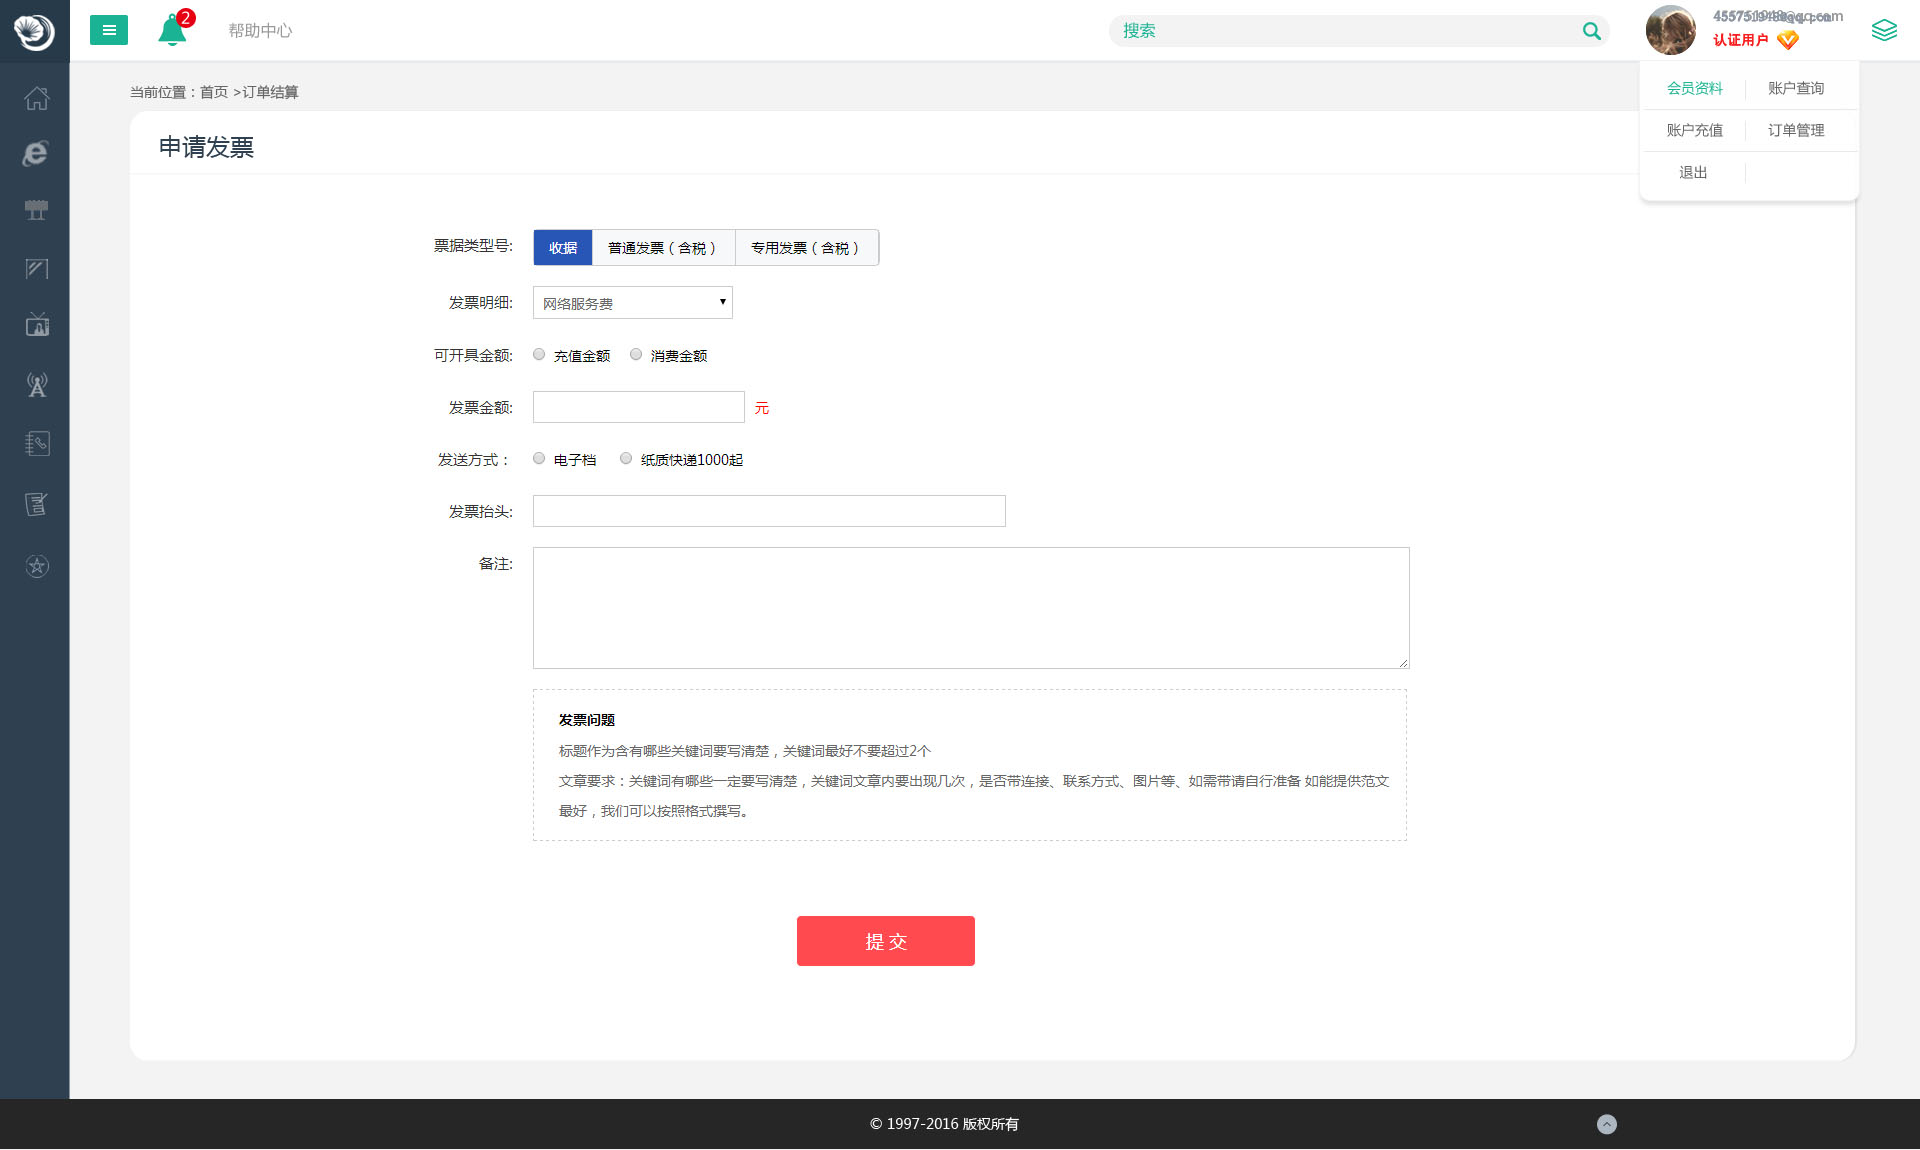 2
帮助中心
搜索
认证用户
会员资料
账户查询
账户充值
订单管理
退出
当前位置：首页 >订单结算
申请发票
票据类型号:
收据
普通发票（含税）
专用发票（含税）
发票明细:
网络服务费
可开具金额:
充值金额
消费金额
发票金额:
元
发送方式：
电子档
纸质快递1000起
发票抬头:
备注:
发票问题
标题作为含有哪些关键词要写清楚，关键词最好不要超过2个
文章要求：关键词有哪些一定要写清楚，关键词文章内要出现几次，是否带连接、联系方式、图片等、如需带请自行准备 如能提供范文
最好，我们可以按照格式撰写。
提 交
© 1997-2016 版权所有